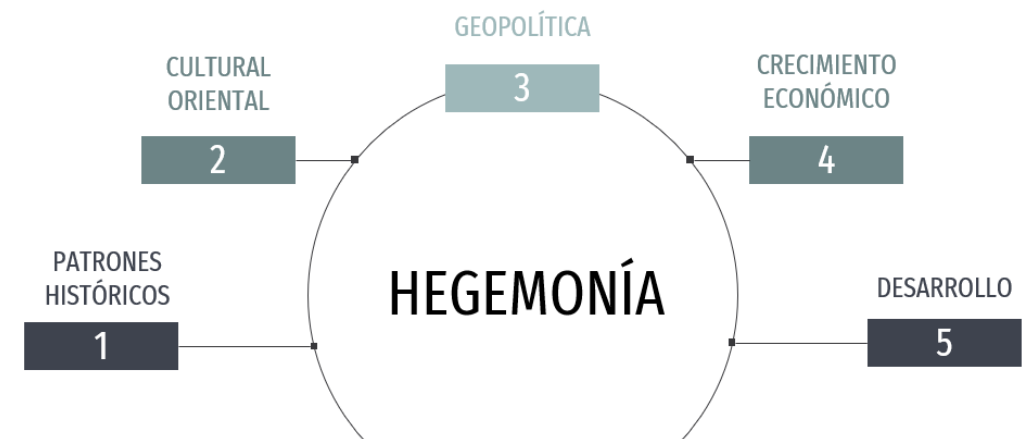 GEOPOLÍTICA
3
CULTURAL
ORIENTAL
2
CRECIMIENTO
ECONÓMICO
4
PATRONES
HISTÓRICOS
1
HEGEMONÍA
DESARROLLO
5